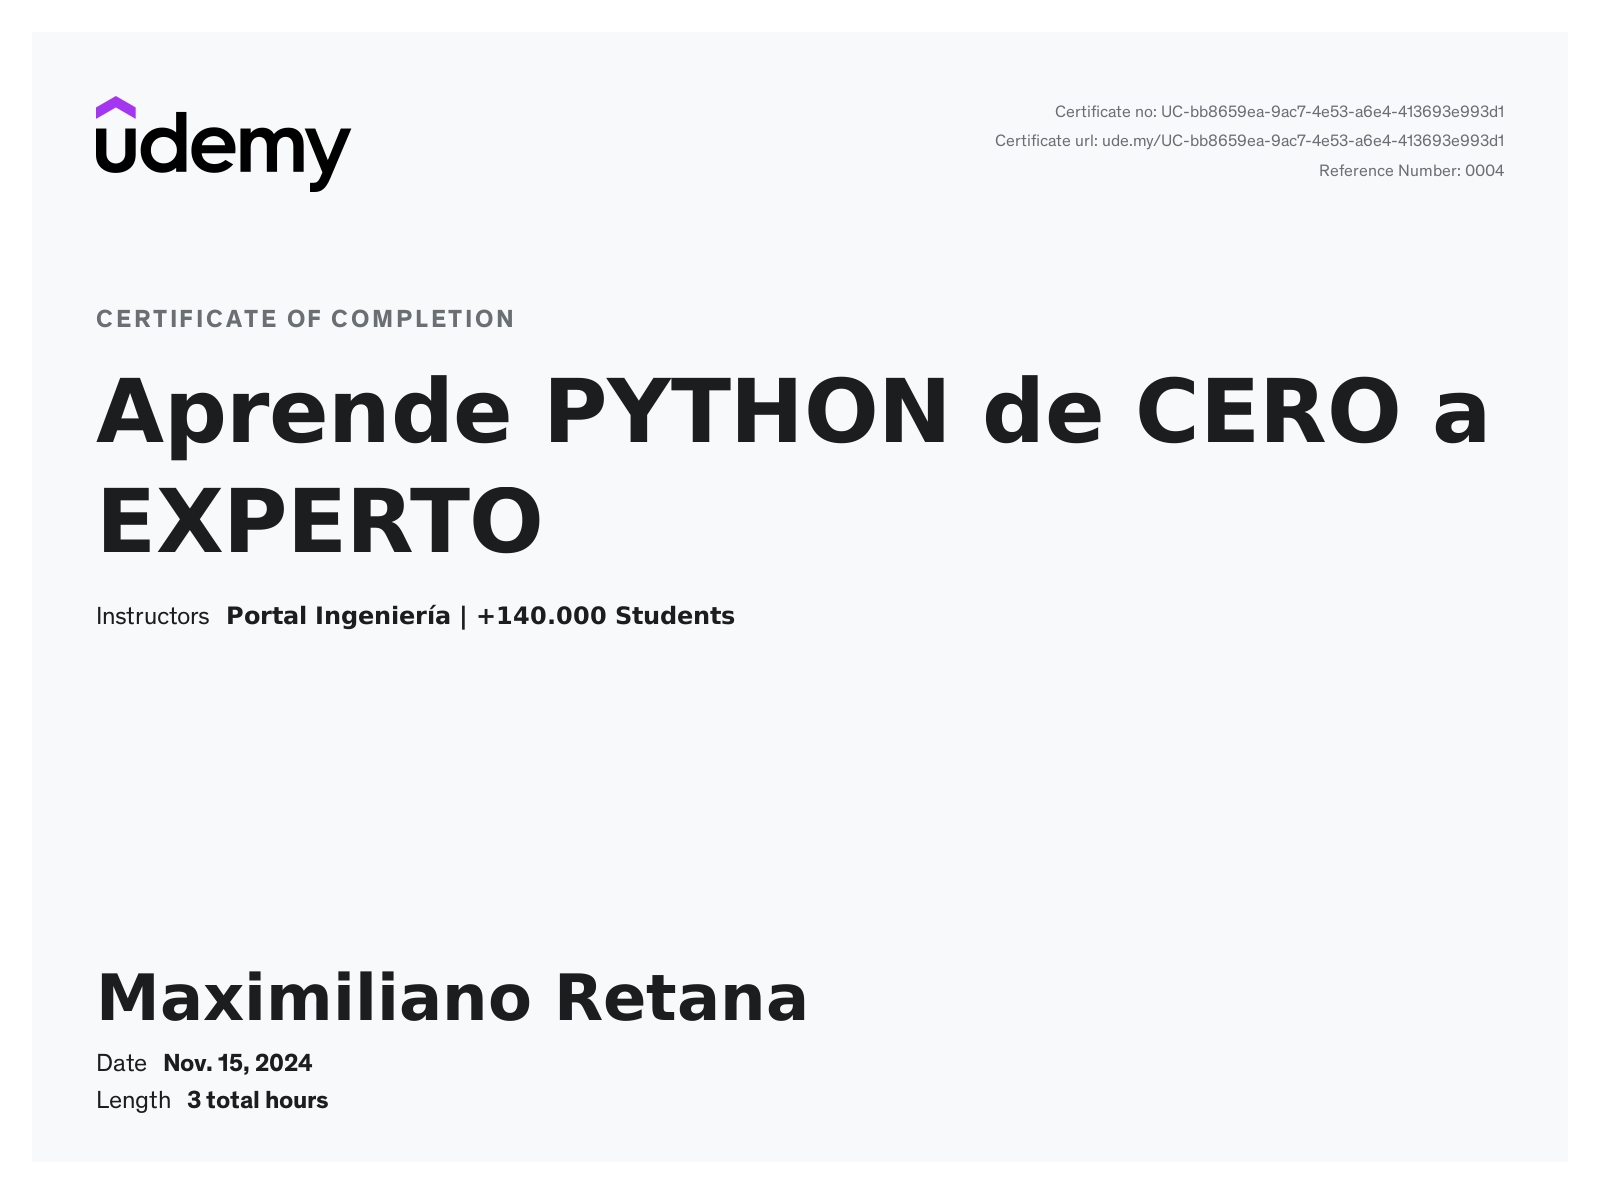 udemy
Certificate no: UC-bb8659ea-9ac7-4e53-a6e4-413693e993d1
Certificate url: ude.my/UC-bb8659ea-9ac7-4e53-a6e4-413693e993d1
Reference Number: 0004
CERTIFICATE OF COMPLETION
Aprende PYTHON de CERO a
EXPERTO
Instructors Portal Ingeniería | +140.000 Students
Maximiliano Retana
Date Nov. 15, 2024
Length 3 total hours